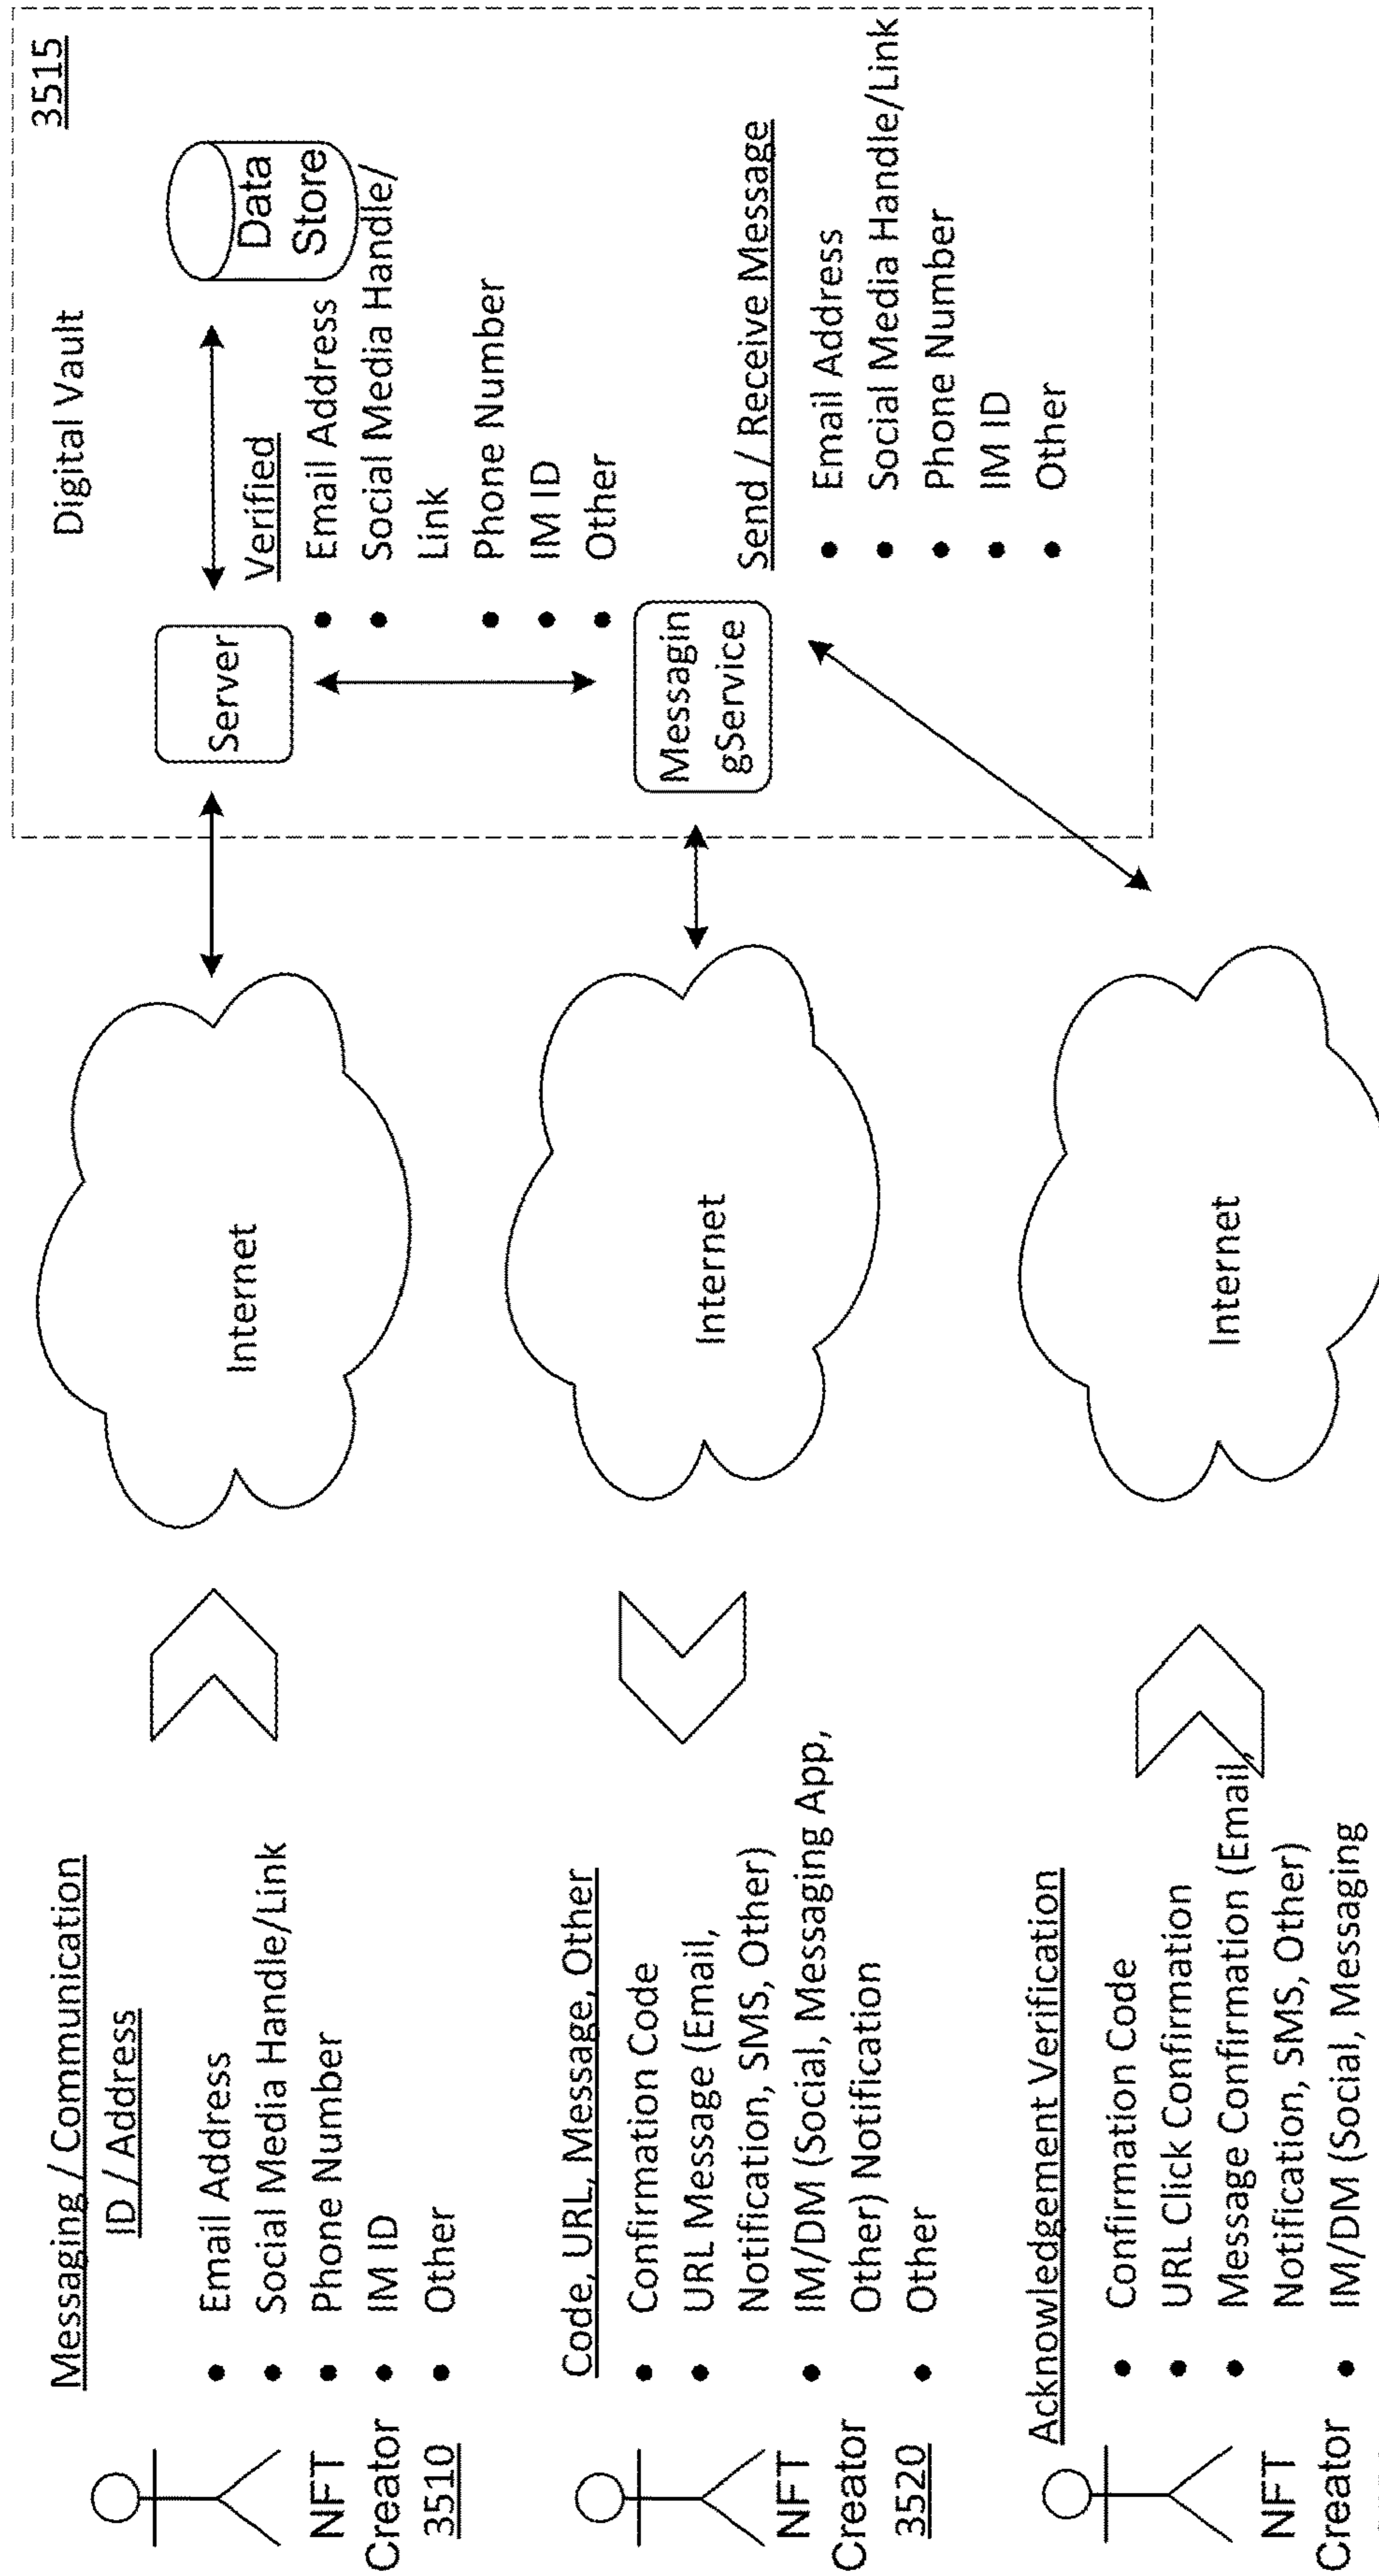 Messaging / Communication
ID / Address
Email Address
Social Media Handle/Link
Phone Number
IM ID
Other
NFT
Creator
3510
Internet
Digital Vault
3515
Server
Data
Store
Verified
Email Address
Social Media Handle/
Link
Phone Number
IM ID
Other
Code, URL, Message, Other
Confirmation Code
URL Message (Email,
Notification, SMS, Other)
IM/DM (Social, Messaging App,
Other) Notification
Other
NFT
Creator
3520
Internet
Messagin
gService
Send / Receive Message
Email Address
Social Media Handle/Link
Phone Number
IM ID
Other
Acknowledgement Verification
Confirmation Code
URL Click Confirmation
Message Confirmation (Email,
Notification, SMS, Other)
IM/DM (Social, Messaging
NFT
Creator
Internet